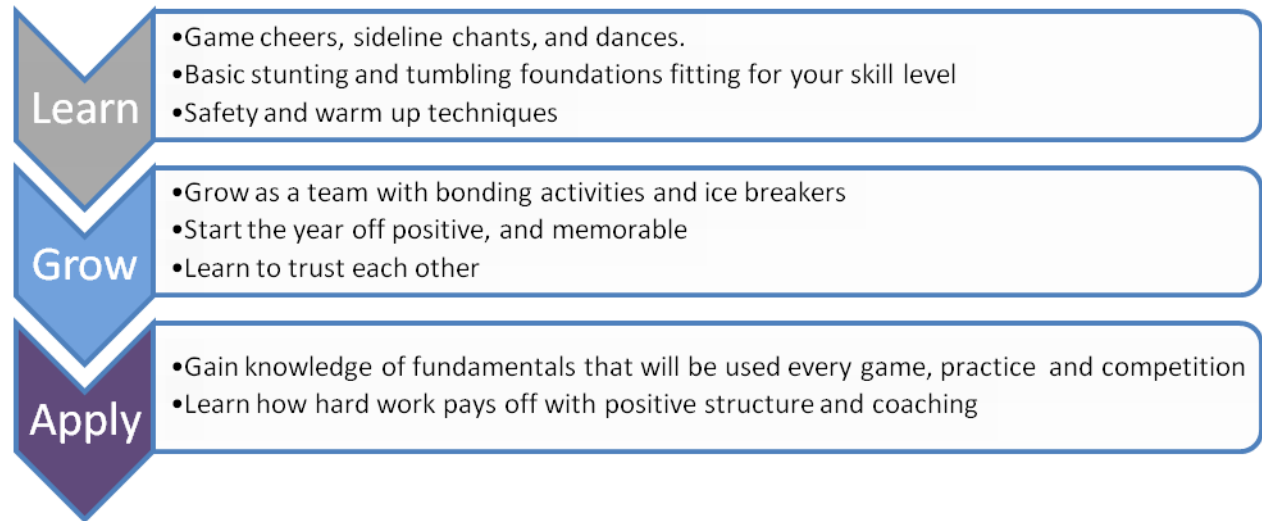 Learn
•Game cheers, sideline chants, and dances.
•Basic stunting and tumbling foundations fitting for your skill level
•Safety and warm up techniques
Grow
•Grow as a team with bonding activities and ice breakers
•Start the year off positive, and memorable
•Learn to trust each other
Apply
•Gain knowledge of fundamentals that will be used every game, practice and competition
•Learn how hard work pays off with positive structure and coaching